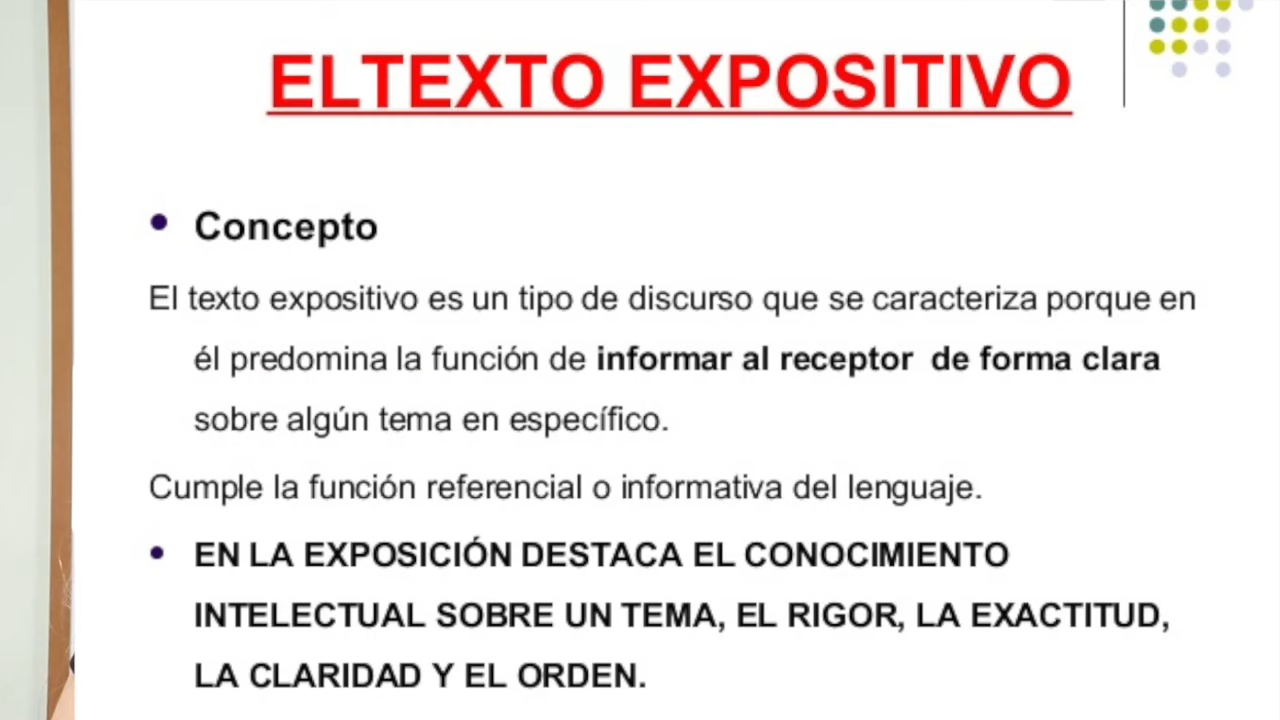 EL TEXTO EXPOSITIVO
Concepto
El texto expositivo es un tipo de discurso que se caracteriza porque en
él predomina la función de informar al receptor de forma clara
sobre algún tema en específico.
Cumple la función referencial o informativa del lenguaje.
EN LA EXPOSICIÓN DESTACA EL CONOCIMIENTO
INTELECTUAL SOBRE UN TEMA, EL RIGOR, LA EXACTITUD,
LA CLARIDAD Y EL ORDEN.